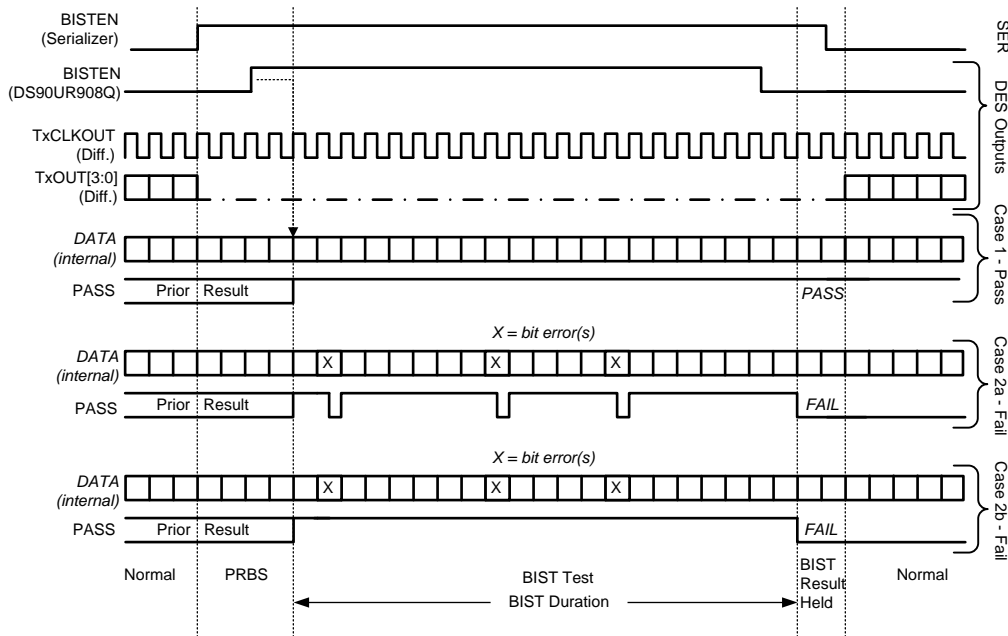 BISTEN
(Serializer)
BISTEN
(DS90UR908Q)
TxCLKOUT
(Diff.)
TxOUT[3:0]
(Diff.)
SER
DES Outputs
DATA
(internal)
PASS
Prior Result
PASS
Case 1 - Pass
X = bit error(s)
DATA
(internal)
X X X
PASS
Prior Result
FAIL
Case 2a - Fail
X = bit error(s)
DATA
(internal)
X X X
PASS
Prior Result
FAIL
Case 2b - Fail
Normal
PRBS
BIST Test
BIST Duration
BIST
Result
Held
Normal